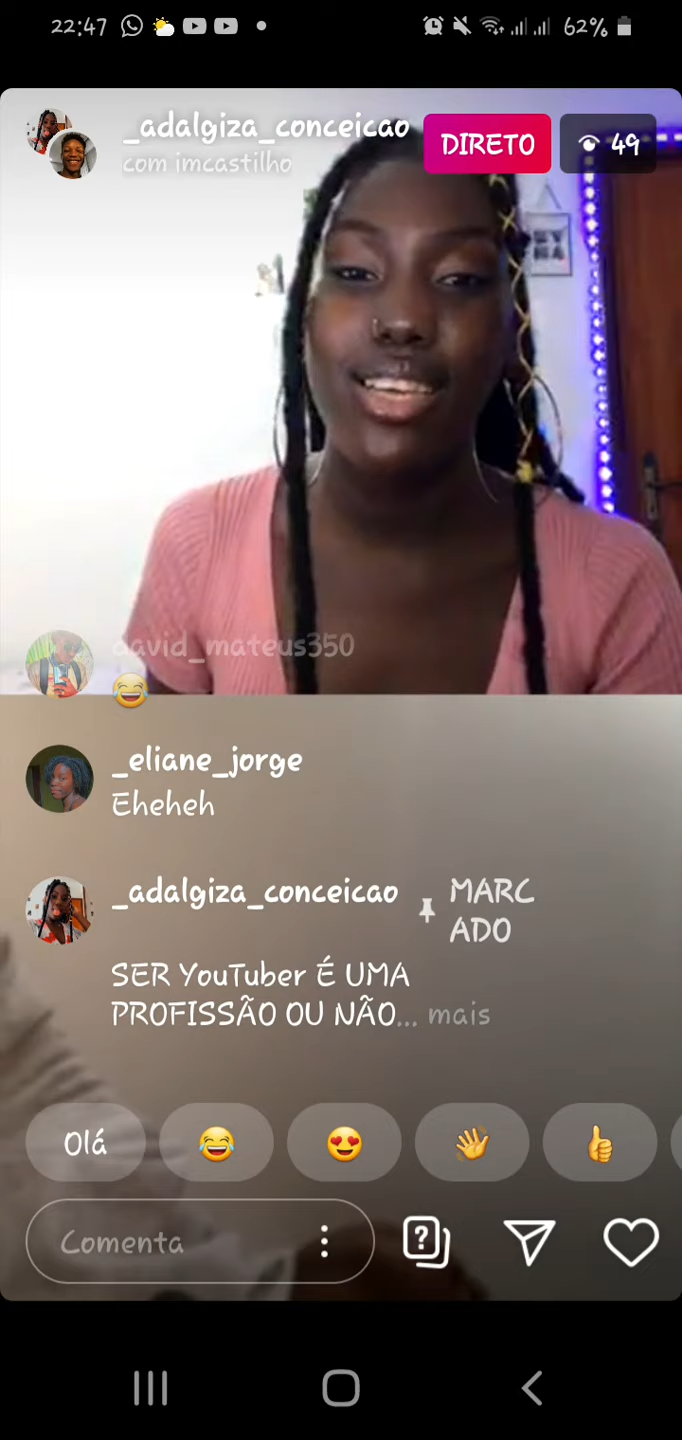 22:47
62%
_adalgiza_conceicao
DIRETO
49
com imcastilho
david_mateus350
😂
_eliane_jorge
Eheheh
_adalgiza_conceicao
MARC
ADO
SER YouTuber É UMA
PROFISSÃO OU NÃO... mais
Olá
Comenta